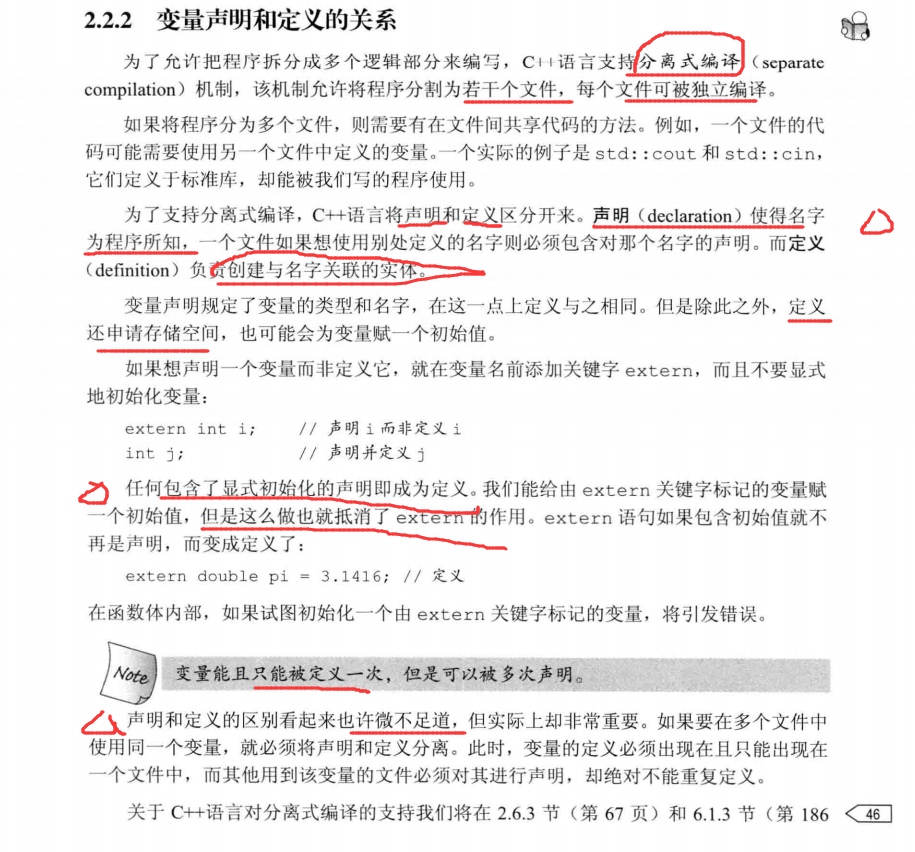 2.2.2 变量声明和定义的关系
为了允许把程序拆分成多个逻辑部分来编写，C++语言支持分离式编译（separate
compilation）机制，该机制允许将程序分割为若干个文件，每个文件可被独立编译。
如果将程序分为多个文件，则需要有在文件间共享代码的方法。例如，一个文件的代
码可能需要使用另一个文件中定义的变量。一个实际的例子是 std::cout 和 std::cin，
它们定义于标准库，却能被我们写的程序使用。
为了支持分离式编译，C++语言将声明和定义区分开来。声明（declaration）使得名字
为程序所知，一个文件如果想使用别处定义的名字则必须包含对那个名字的声明。而定义
（definition）负责创建与名字关联的实体。
变量声明规定了变量的类型和名字，在这一点上定义与之相同。但是除此之外，定义
还申请存储空间，也可能会为变量赋一个初始值。
如果想声明一个变量而非定义它，就在变量名前添加关键字 extern，而且不要显式
地初始化变量：
extern int i; // 声明 i 而非定义 i
int j; // 声明并定义 j
任何包含了显式初始化的声明即成为定义。我们能给由 extern 关键字标记的变量赋
一个初始值，但是这么做也就抵消了 extern 的作用。extern 语句如果包含初始值就不
再是声明，而变成定义了：
extern double pi = 3.1416; // 定义
在函数体内部，如果试图初始化一个由 extern 关键字标记的变量，将引发错误。
Note 变量能且只能被定义一次，但是可以被多次声明。
声明和定义的区别看起来也许微不足道，但实际上却非常重要。如果要在多个文件中
使用同一个变量，就必须将声明和定义分离。此时，变量的定义必须出现在且只能出现在
一个文件中，而其他用到该变量的文件必须对其进行声明，却绝对不能重复定义。
关于 C++语言对分离式编译的支持我们将在 2.6.3 节（第 67 页）和 6.1.3 节（第 186
46